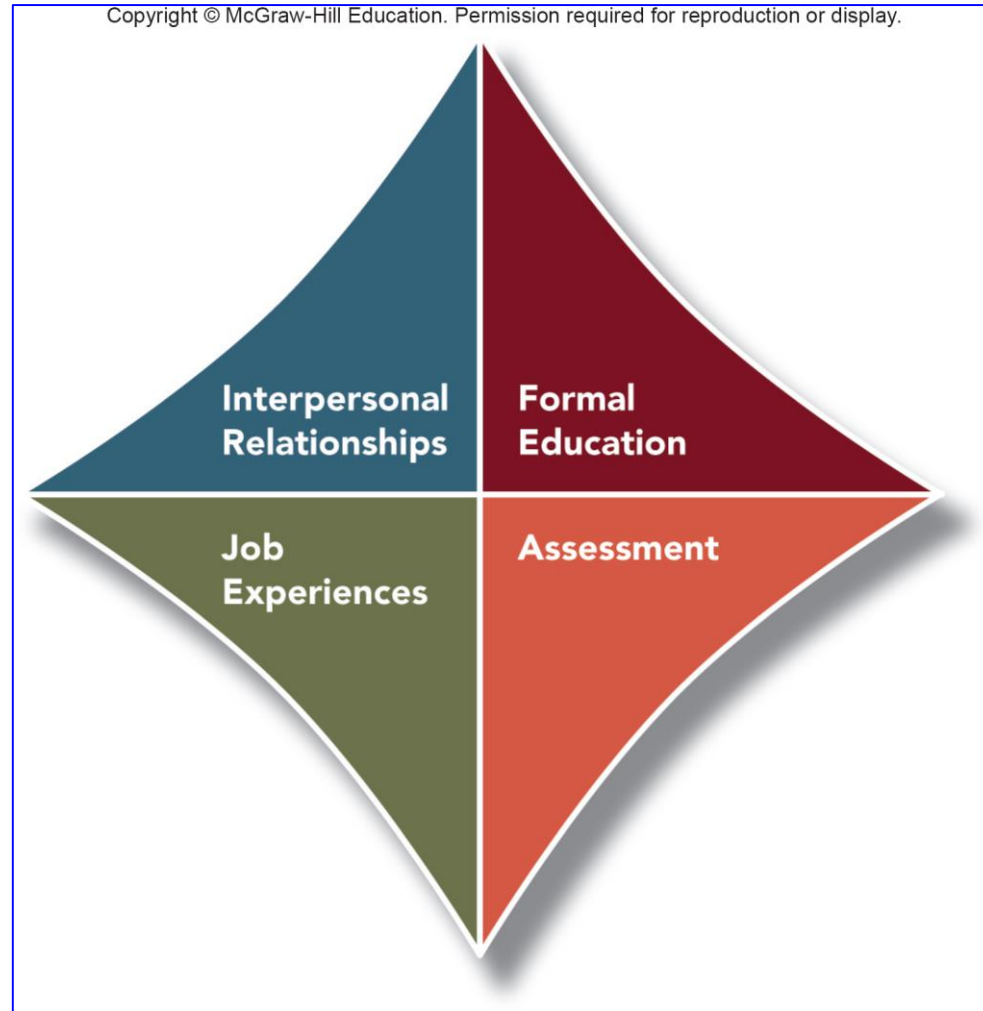 Copyright © McGraw-Hill Education. Permission required for reproduction or display.
Interpersonal
Relationships
Formal
Education
Job
Experiences
Assessment